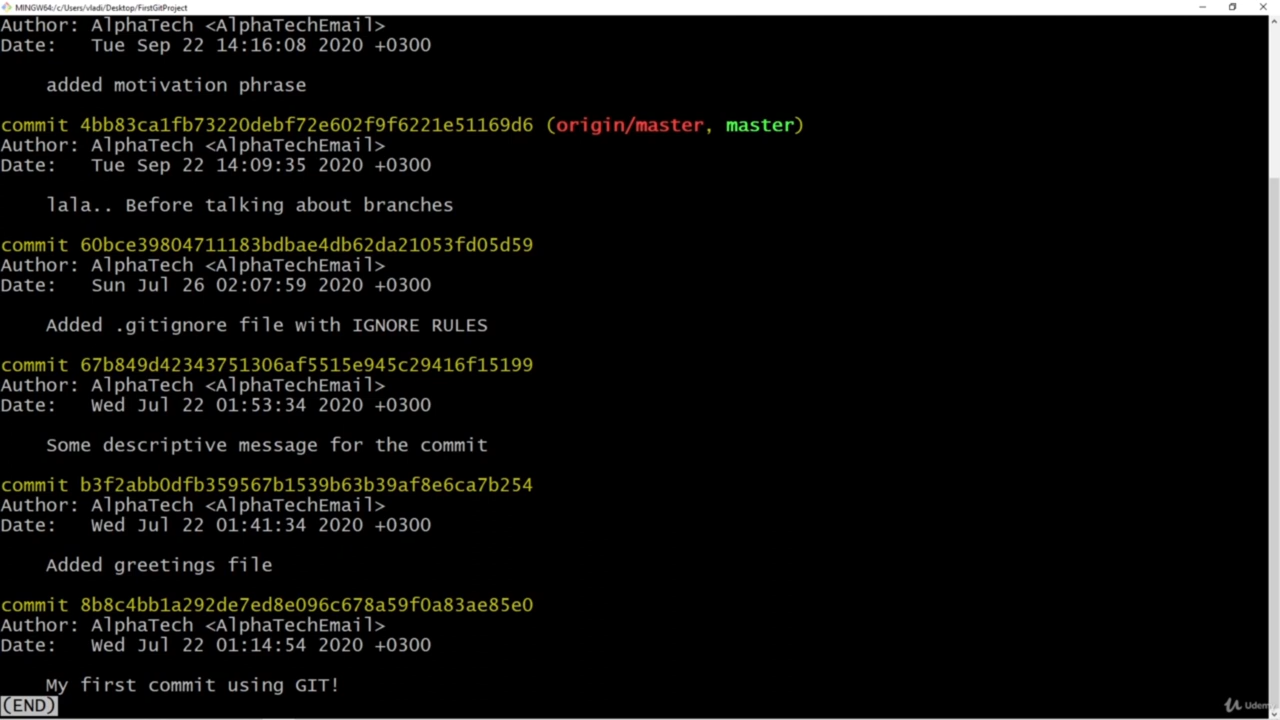 MINGW64:/c/Users/vladi/Desktop/FirstGitProject
Author: AlphaTech <AlphaTechEmail>
Date:   Tue Sep 22 14:16:08 2020 +0300
added motivation phrase
commit 4bb83ca1fb73220debf72e602f9f6221e51169d6 (origin/master, master)
Author: AlphaTech <AlphaTechEmail>
Date:   Tue Sep 22 14:09:35 2020 +0300
lala.. Before talking about branches
commit 60bce39804711183bdbae4db62da21053fd05d59
Author: AlphaTech <AlphaTechEmail>
Date:   Sun Jul 26 02:07:59 2020 +0300
Added .gitignore file with IGNORE RULES
commit 67b849d42343751306af5515e945c29416f15199
Author: AlphaTech <AlphaTechEmail>
Date:   Wed Jul 22 01:53:34 2020 +0300
Some descriptive message for the commit
commit b3f2abb0dfb359567b1539b63b39af8e6ca7b254
Author: AlphaTech <AlphaTechEmail>
Date:   Wed Jul 22 01:41:34 2020 +0300
Added greetings file
commit 8b8c4bb1a292de7ed8e096c678a59f0a83ae85e0
Author: AlphaTech <AlphaTechEmail>
Date:   Wed Jul 22 01:14:54 2020 +0300
My first commit using GIT!
(END)
Udemy